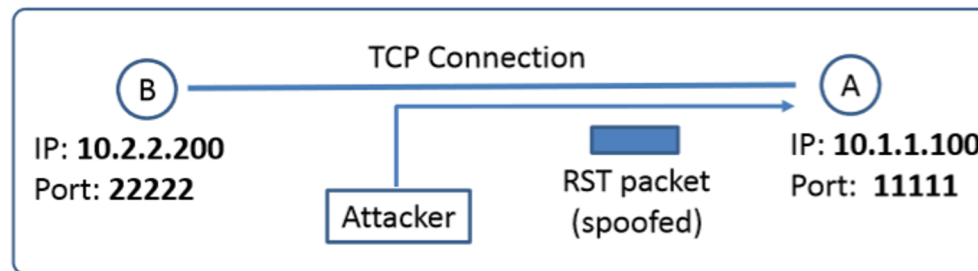 TCP Connection
B
A
IP: 10.2.2.200
Port: 22222
IP: 10.1.1.100
Port: 11111
RST packet
(spoofed)
Attacker